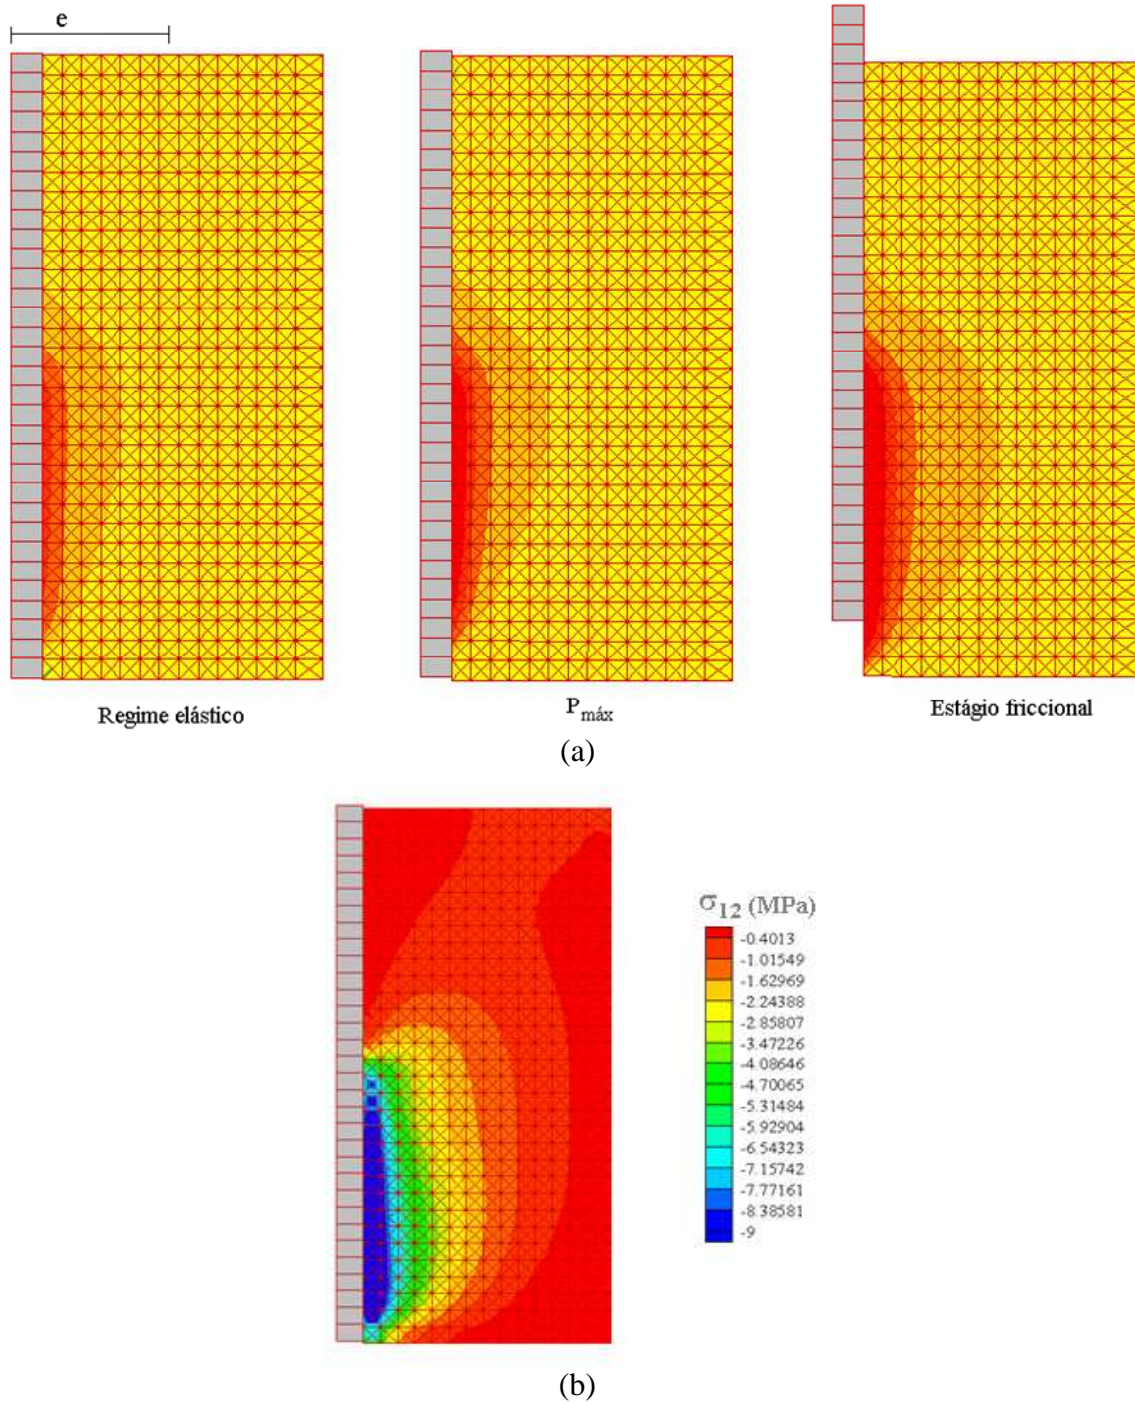 e
Regime elástico
P_máx
Estágio friccional
(a)
σ12 (MPa)
-0.4013
-1.01549
-1.62969
-2.24388
-2.85807
-3.47226
-4.08646
-4.70065
-5.31484
-5.92904
-6.54323
-7.15742
-7.77161
-8.38581
-9
(b)